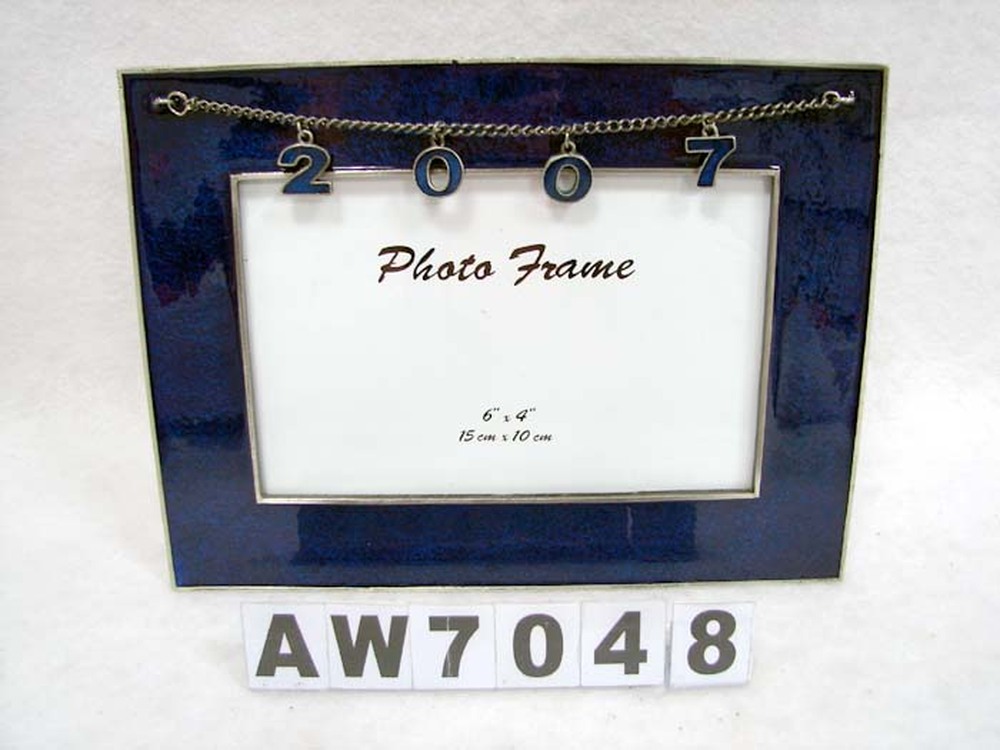 2007
Photo Frame
6" x 4"
15 cm x 10 cm
AW7048